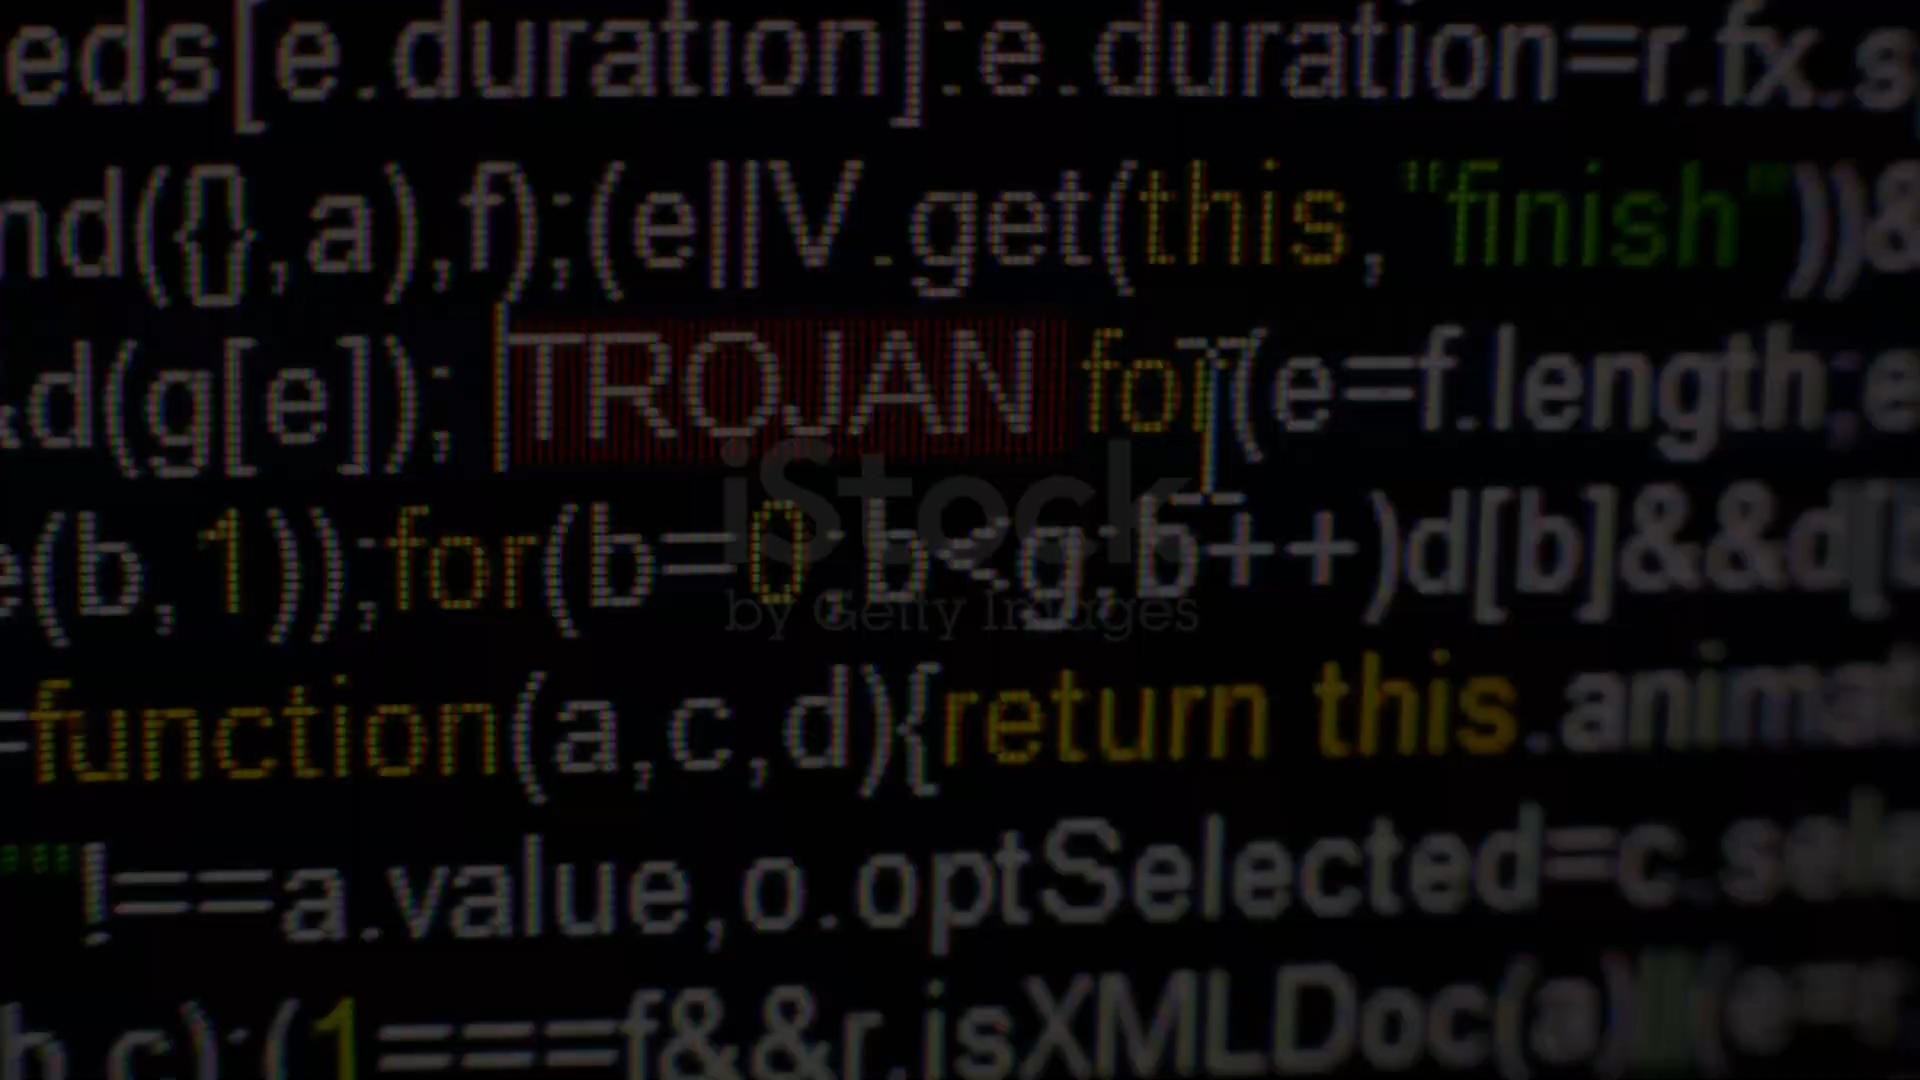 eds[e.duration]:e.duration=r.fx.s
nd({},a),f);(e||V.get(this,"finish"))&
d(g[e]); TROJAN for(e=f.length;e
e(b,1));for(b=0;b<g;b++)d[b]&&d[b
iStock
by Getty Images
=function(a,c,d){return this.animat
""!==a.value,o.optSelected=c.sele
b,c);(1===f&&r.isXMLDoc(a)||(e=r